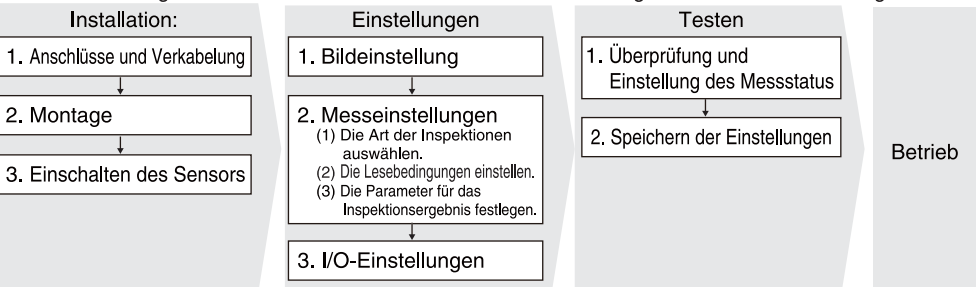 Installation:
1. Anschlüsse und Verkabelung
2. Montage
3. Einschalten des Sensors
Einstellungen
1. Bildeinstellung
2. Messeinstellungen
(1) Die Art der Inspektionen
auswählen.
(2) Die Lesebedingungen einstellen.
(3) Die Parameter für das
Inspektionsergebnis festlegen.
3. I/O-Einstellungen
Testen
1. Überprüfung und
Einstellung des Messstatus
2. Speichern der Einstellungen
Betrieb